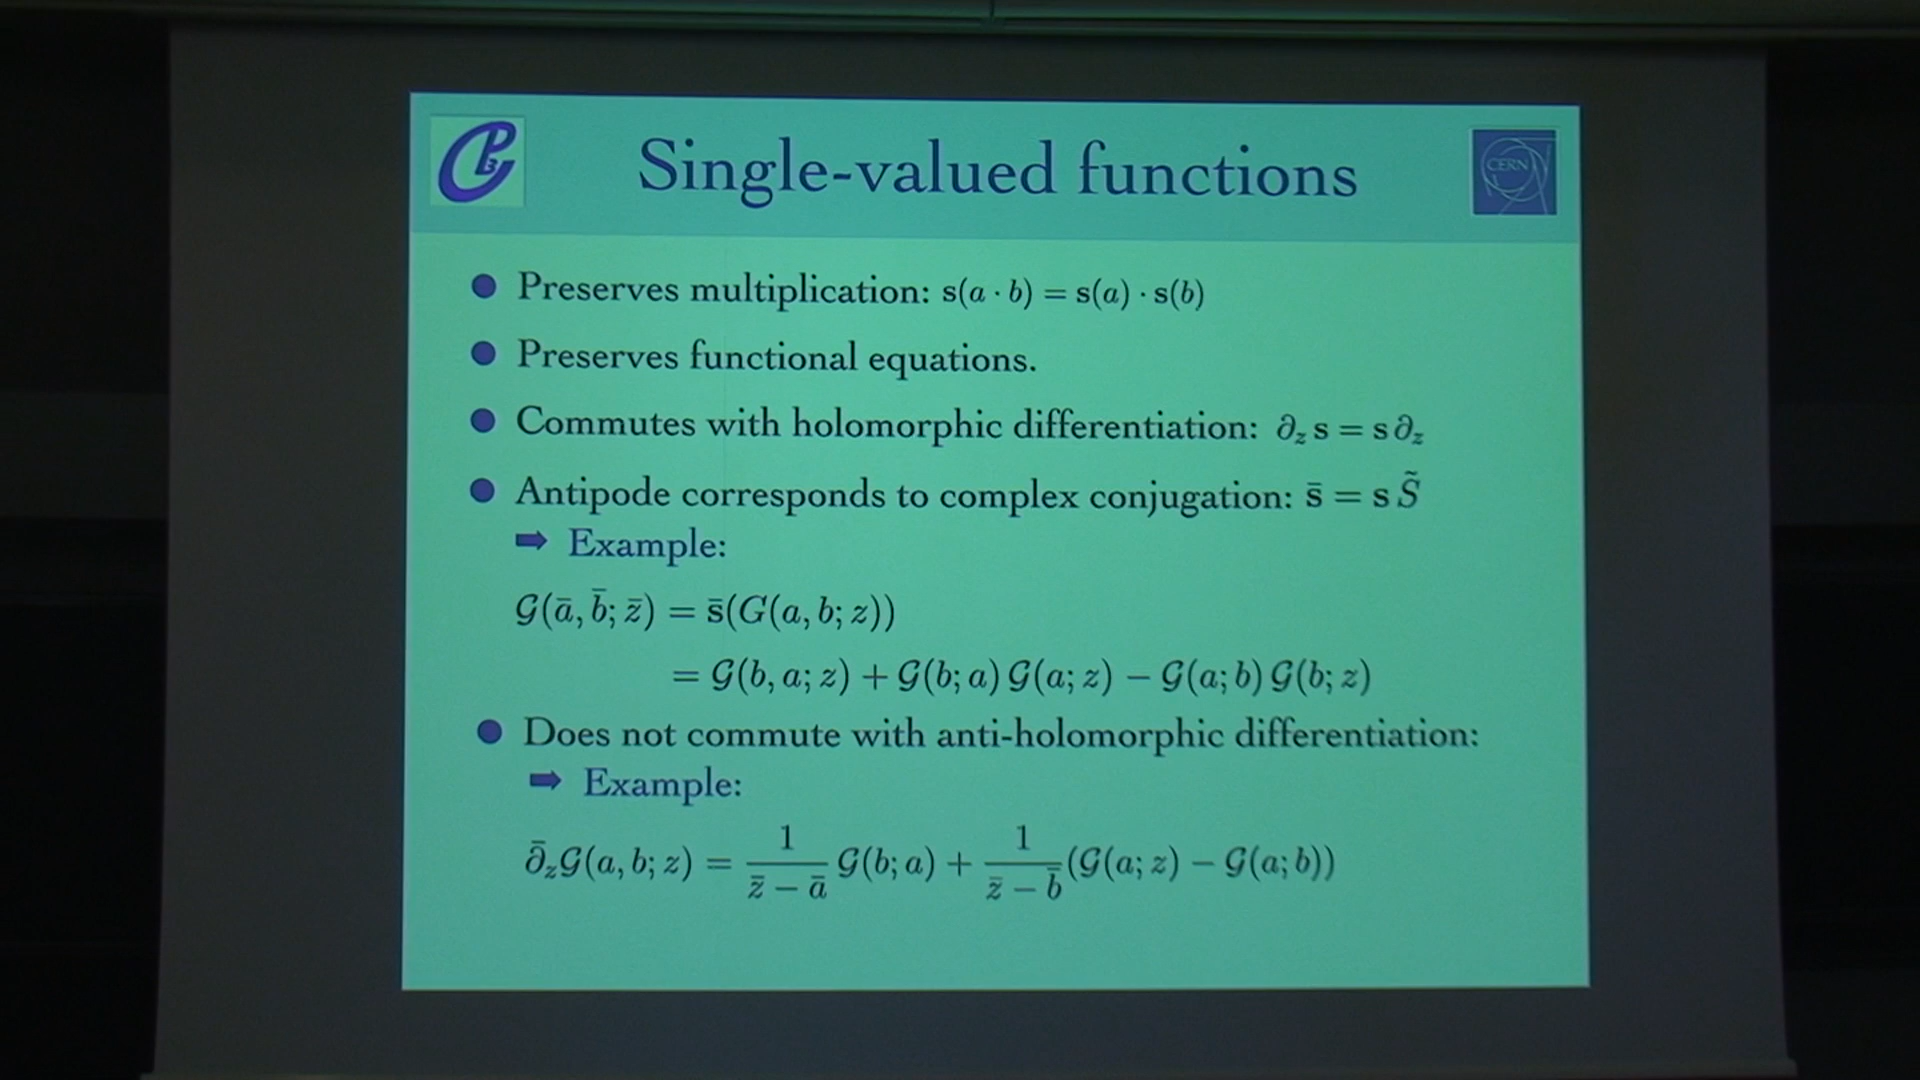 CP3
Single-valued functions
CERN
● Preserves multiplication: s(a · b) = s(a) · s(b)
● Preserves functional equations.
● Commutes with holomorphic differentiation: ∂_z s = s ∂_z
● Antipode corresponds to complex conjugation: s̄ = s S̃
➡ Example:
𝒢(ā, b̄; z̄) = s̄(G(a, b; z))
= 𝒢(b, a; z) + 𝒢(b; a) 𝒢(a; z) − 𝒢(a; b) 𝒢(b; z)
● Does not commute with anti-holomorphic differentiation:
➡ Example:
∂̄_z 𝒢(a, b; z) = 1/(z̄ − ā) 𝒢(b; a) + 1/(z̄ − b̄) (𝒢(a; z) − 𝒢(a; b))